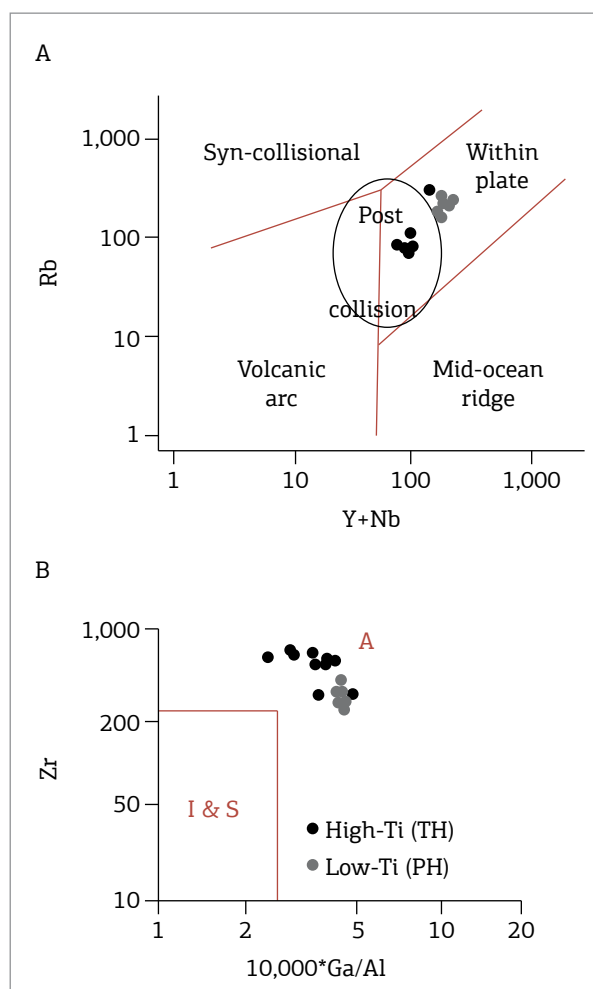 A
1,000
100
10
1
Rb
Syn-collisional
Within
plate
Post
collision
Volcanic
arc
Mid-ocean
ridge
1
10
100
1,000
Y+Nb
B
1,000
200
50
10
Zr
A
I & S
High-Ti (TH)
Low-Ti (PH)
1
2
5
10
20
10,000*Ga/Al